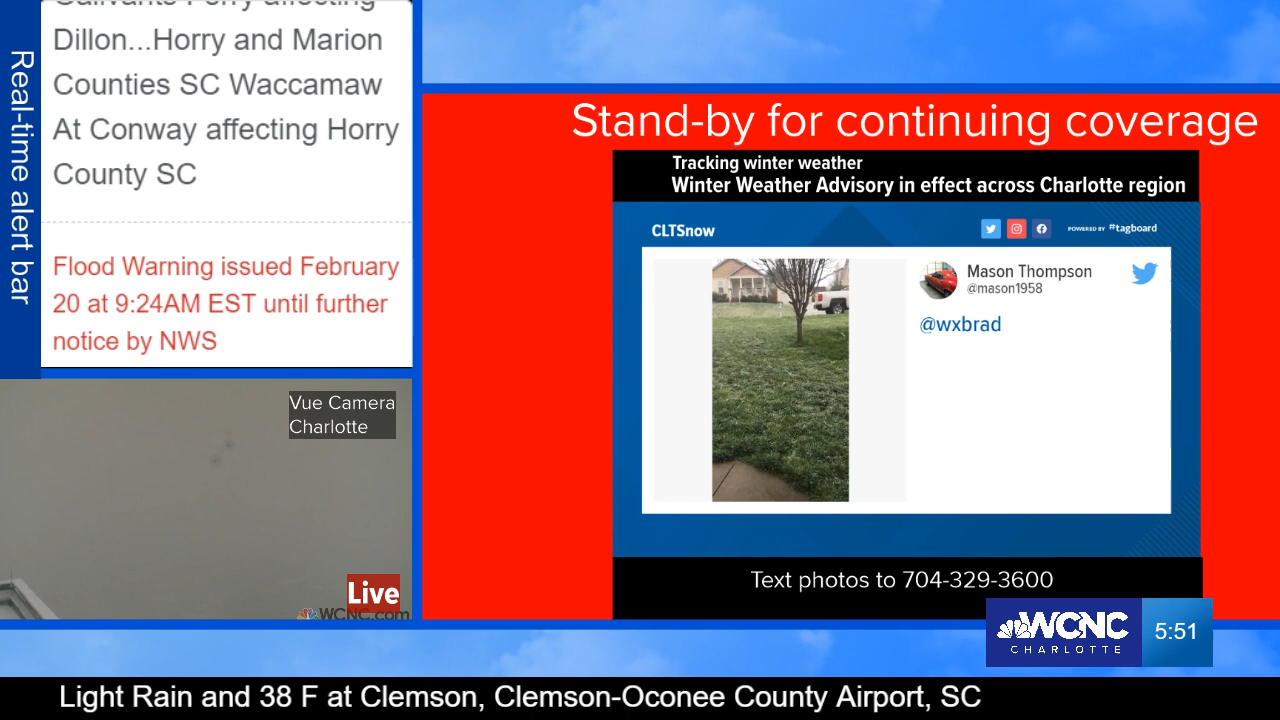 Real-time alert bar
Galivants Ferry affecting
Dillon...Horry and Marion
Counties SC Waccamaw
At Conway affecting Horry
County SC
Flood Warning issued February
20 at 9:24AM EST until further
notice by NWS
Vue Camera
Charlotte
Live
WCNC.com
Stand-by for continuing coverage
Tracking winter weather
Winter Weather Advisory in effect across Charlotte region
CLTSnow
POWERED BY #tagboard
Mason Thompson
@mason1958
@wxbrad
Text photos to 704-329-3600
WCNC
CHARLOTTE
5:51
Light Rain and 38 F at Clemson, Clemson-Oconee County Airport, SC